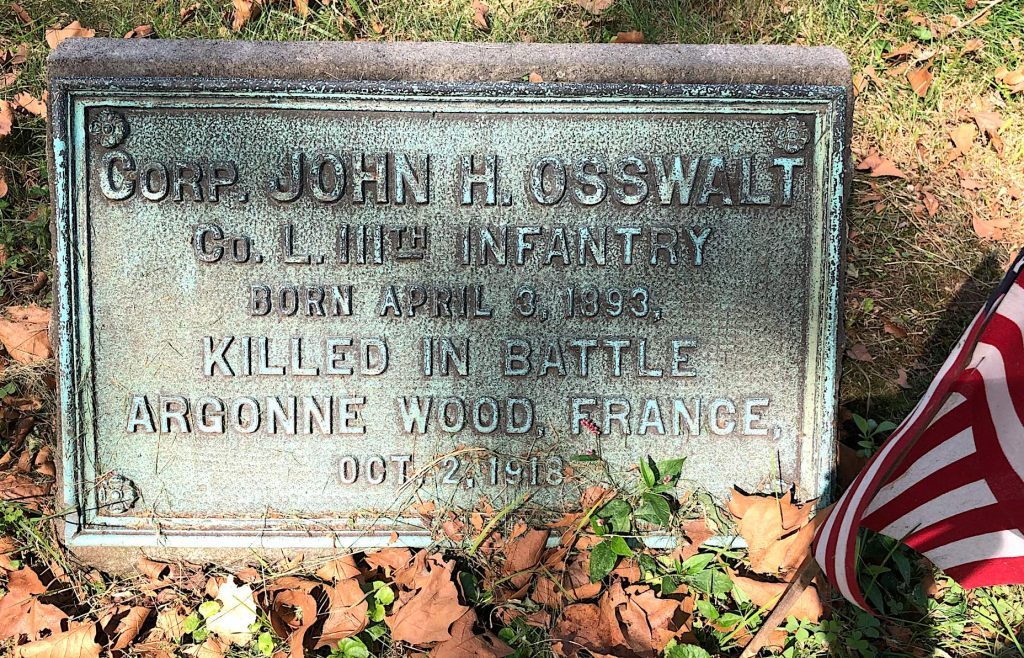 CORP. JOHN H. OSSWALT
CO. L. 111TH INFANTRY
BORN APRIL 3, 1893,
KILLED IN BATTLE
ARGONNE WOOD, FRANCE,
OCT. 2, 1918